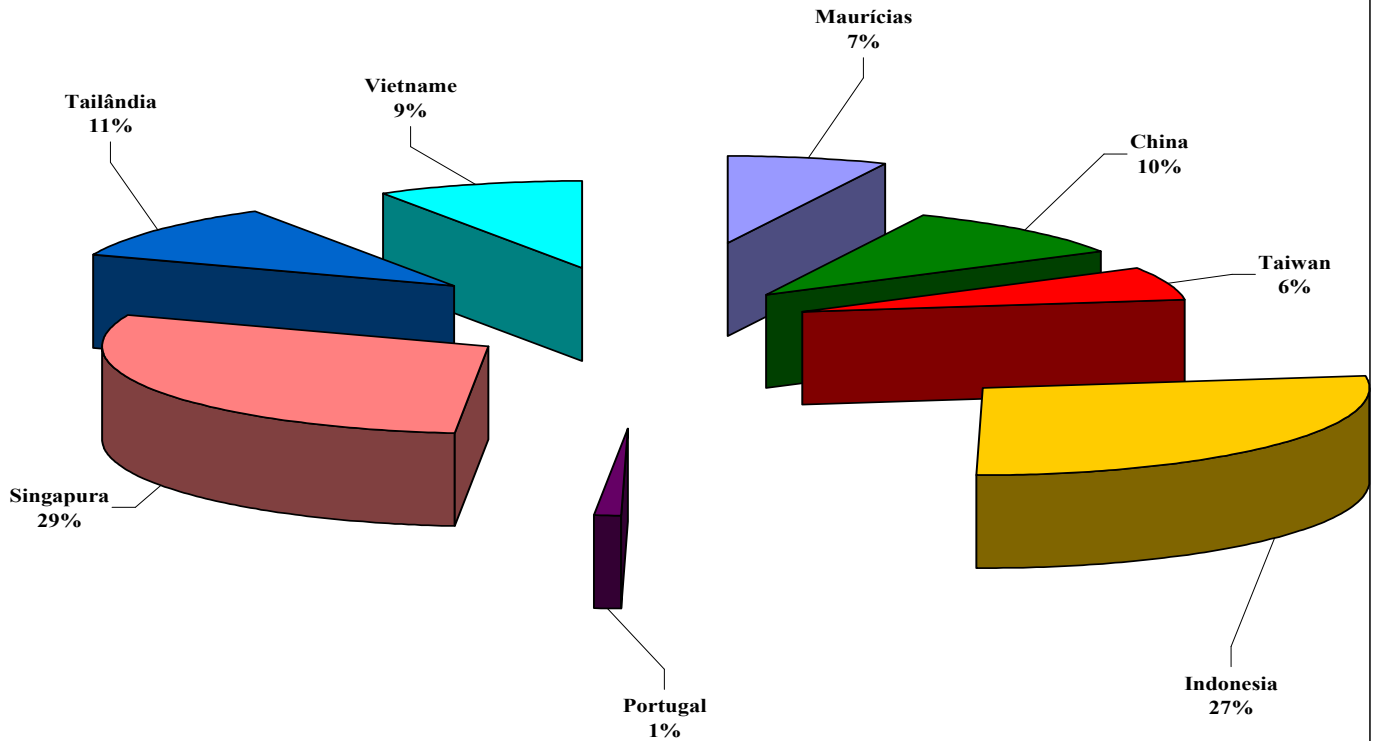 Maurícias
7%
Vietname
9%
Tailândia
11%
China
10%
Taiwan
6%
Singapura
29%
Indonesia
27%
Portugal
1%